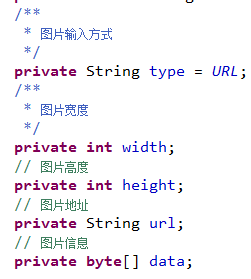 /**
 * 图片输入方式
 */
private String type = URL;
/**
 * 图片宽度
 */
private int width;
// 图片高度
private int height;
// 图片地址
private String url;
// 图片信息
private byte[] data;